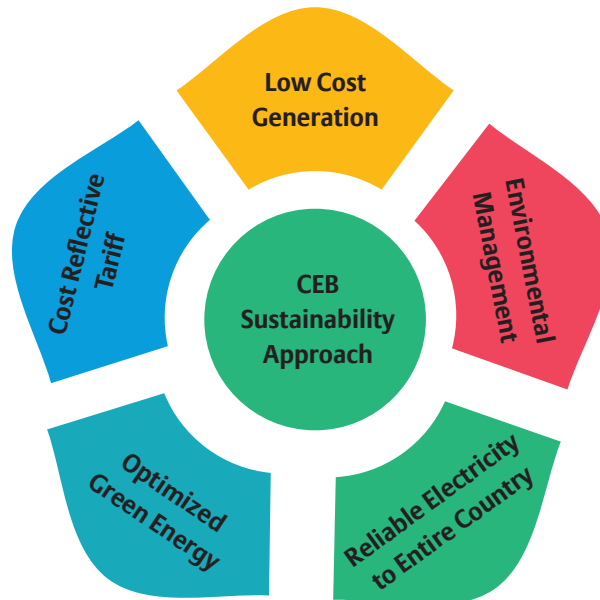 Low Cost
Generation
Environmental
Management
Reliable Electricity
to Entire Country
Optimized
Green Energy
Cost Reflective
Tariff
CEB
Sustainability
Approach